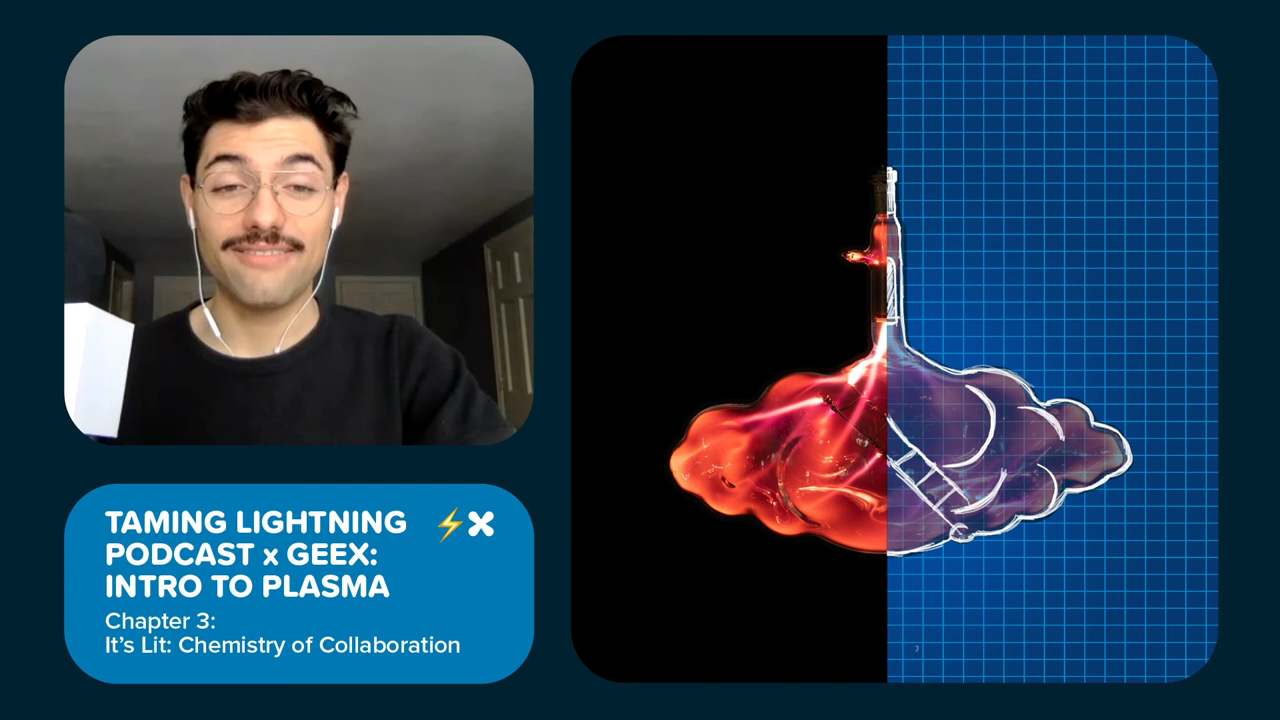 TAMING LIGHTNING
PODCAST x GEEX:
INTRO TO PLASMA
Chapter 3:
It’s Lit: Chemistry of Collaboration